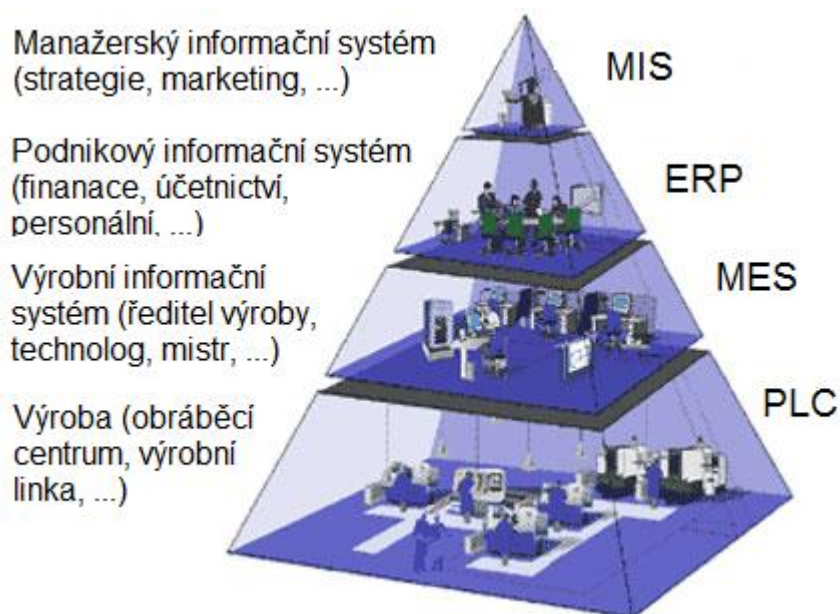 Manažerský informační systém
(strategie, marketing, ...)
MIS
Podnikový informační systém
(finanace, účetnictví,
personální, ...)
ERP
Výrobní informační
systém (ředitel výroby,
technolog, mistr, ...)
MES
Výroba (obráběcí
centrum, výrobní
linka, ...)
PLC